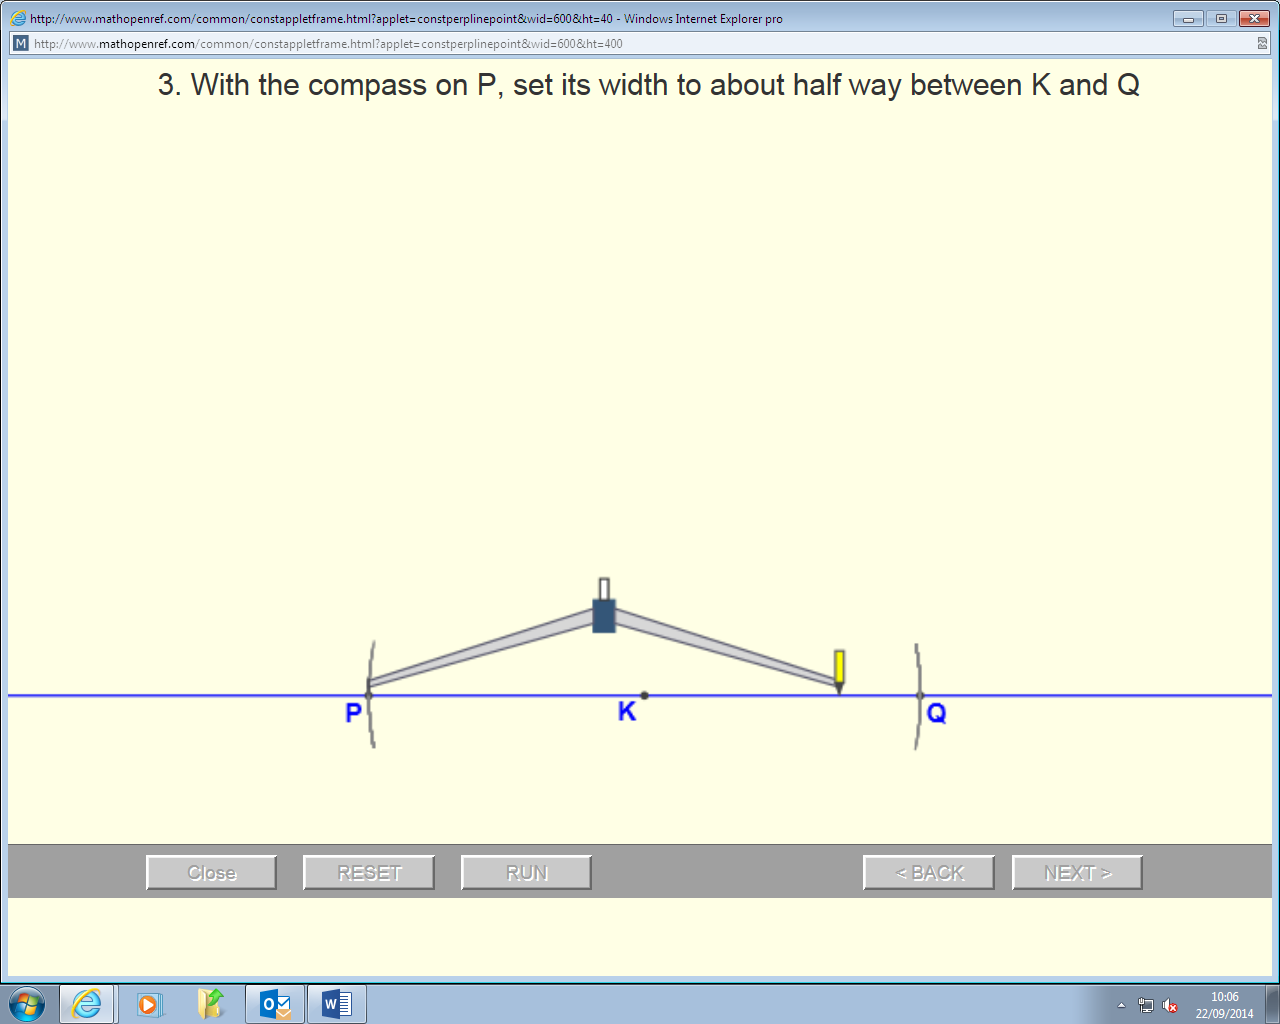 http://www.mathopenref.com/common/constappletframe.html?applet=constperplinepoint&wid=600&ht=40 - Windows Internet Explorer pro
M http://www.mathopenref.com/common/constappletframe.html?applet=constperplinepoint&wid=600&ht=400
3. With the compass on P, set its width to about half way between K and Q
P K Q
Close RESET RUN < BACK NEXT >
10:06
22/09/2014